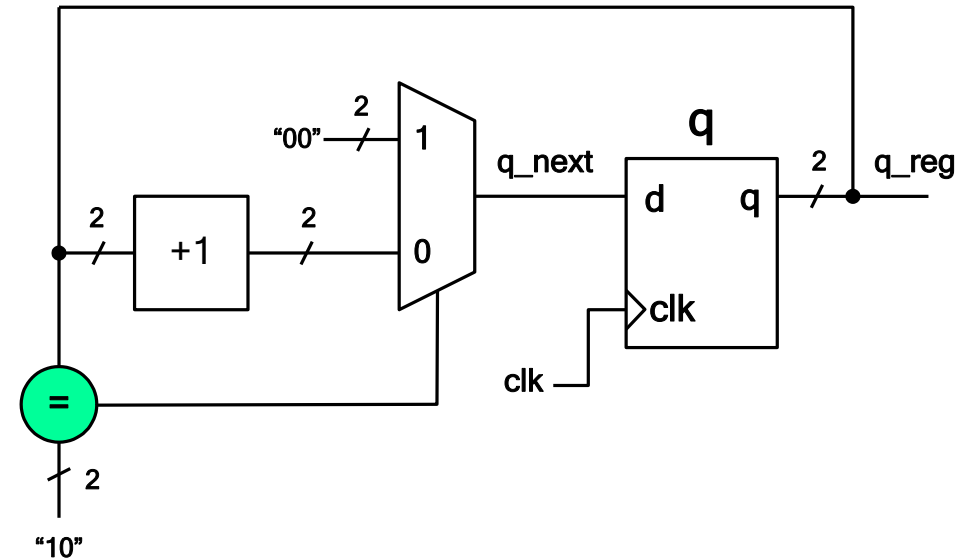 2
“00”
1
q
q_next
2
q_reg
d
q
2
+1
2
0
clk
clk
=
2
“10”